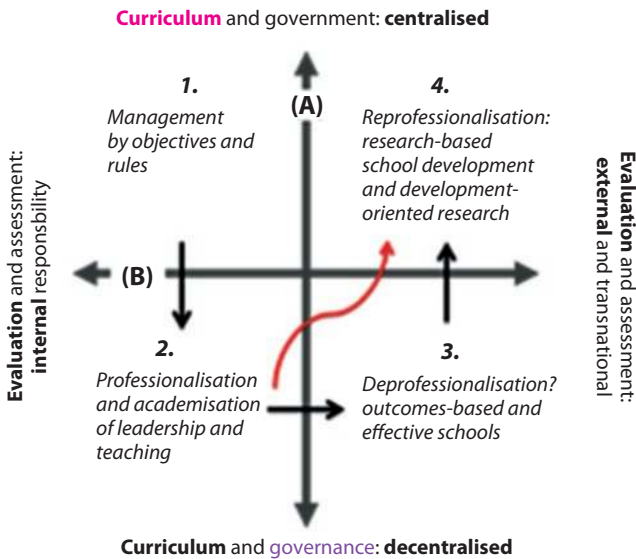 Curriculum and government: centralised
1.
Management
by objectives and
rules
(A)
4.
Reprofessionalisation:
research-based
school development
and development-
oriented research
Evaluation and assessment:
internal responsbility
(B)
Evaluation and assessment:
external and transnational
2.
Professionalisation
and academisation
of leadership and
teaching
3.
Deprofessionalisation?
outcomes-based and
effective schools
Curriculum and governance: decentralised